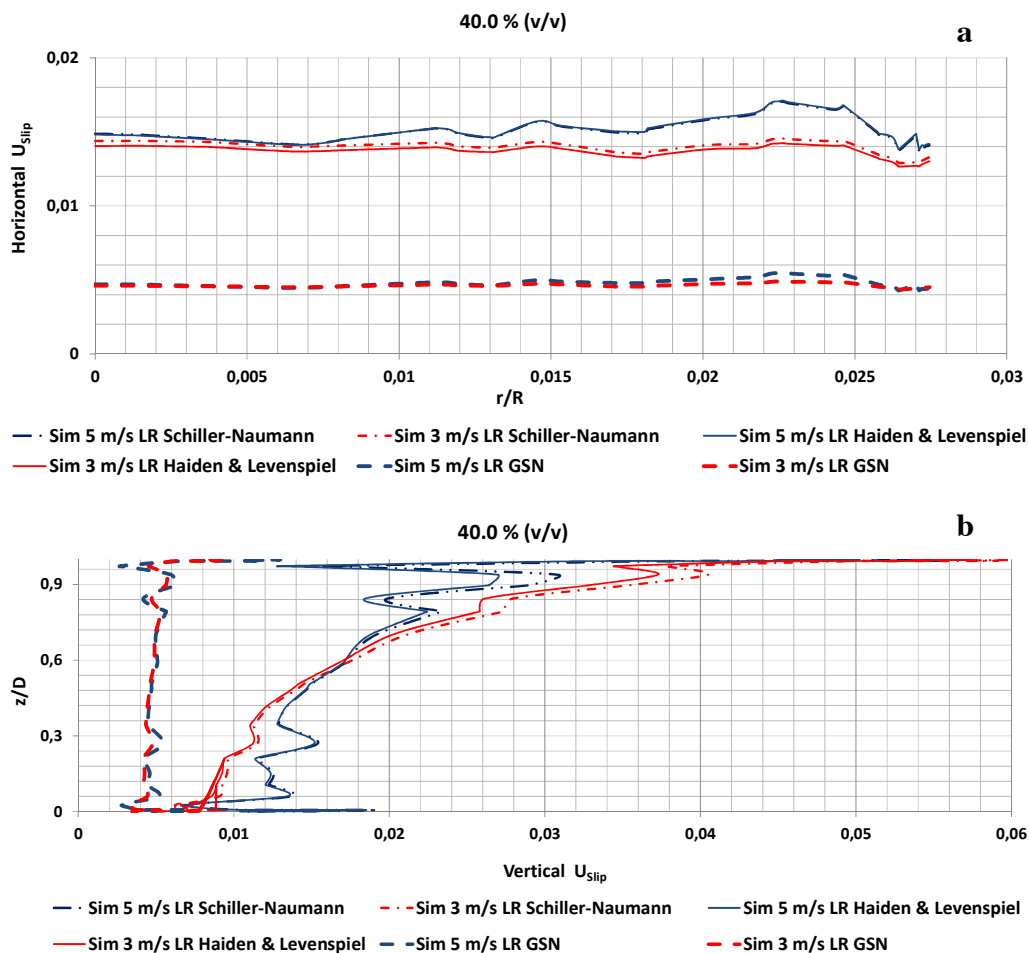 40.0 % (v/v)
a
0,02
0,01
0
Horizontal USlip
0 0,005 0,01 0,015 0,02 0,025 0,03
r/R
Sim 5 m/s LR Schiller-Naumann Sim 3 m/s LR Schiller-Naumann Sim 5 m/s LR Haiden & Levenspiel
Sim 3 m/s LR Haiden & Levenspiel Sim 5 m/s LR GSN Sim 3 m/s LR GSN
b
40.0 % (v/v)
0,9
0,6
0,3
0
z/D
0 0,01 0,02 0,03 0,04 0,05 0,06
Vertical USlip
Sim 5 m/s LR Schiller-Naumann Sim 3 m/s LR Schiller-Naumann Sim 5 m/s LR Haiden & Levenspiel
Sim 3 m/s LR Haiden & Levenspiel Sim 5 m/s LR GSN Sim 3 m/s LR GSN